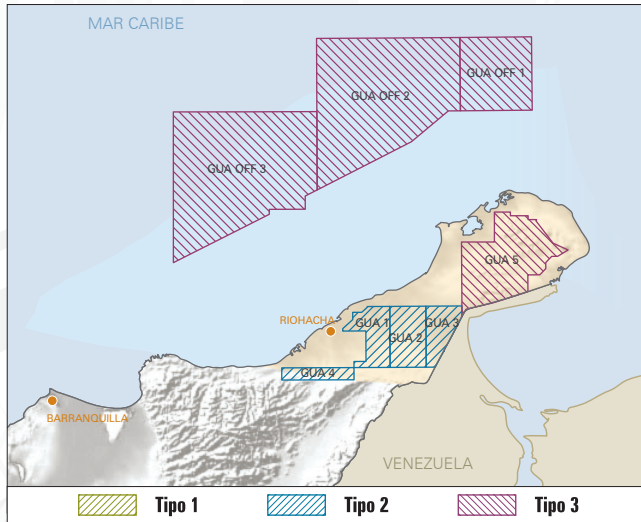 MAR CARIBE
GUA OFF 1
GUA OFF 2
GUA OFF 3
GUA 5
RIOHACHA
GUA 1
GUA 2
GUA 3
GUA 4
BARRANQUILLA
VENEZUELA
Tipo 1
Tipo 2
Tipo 3